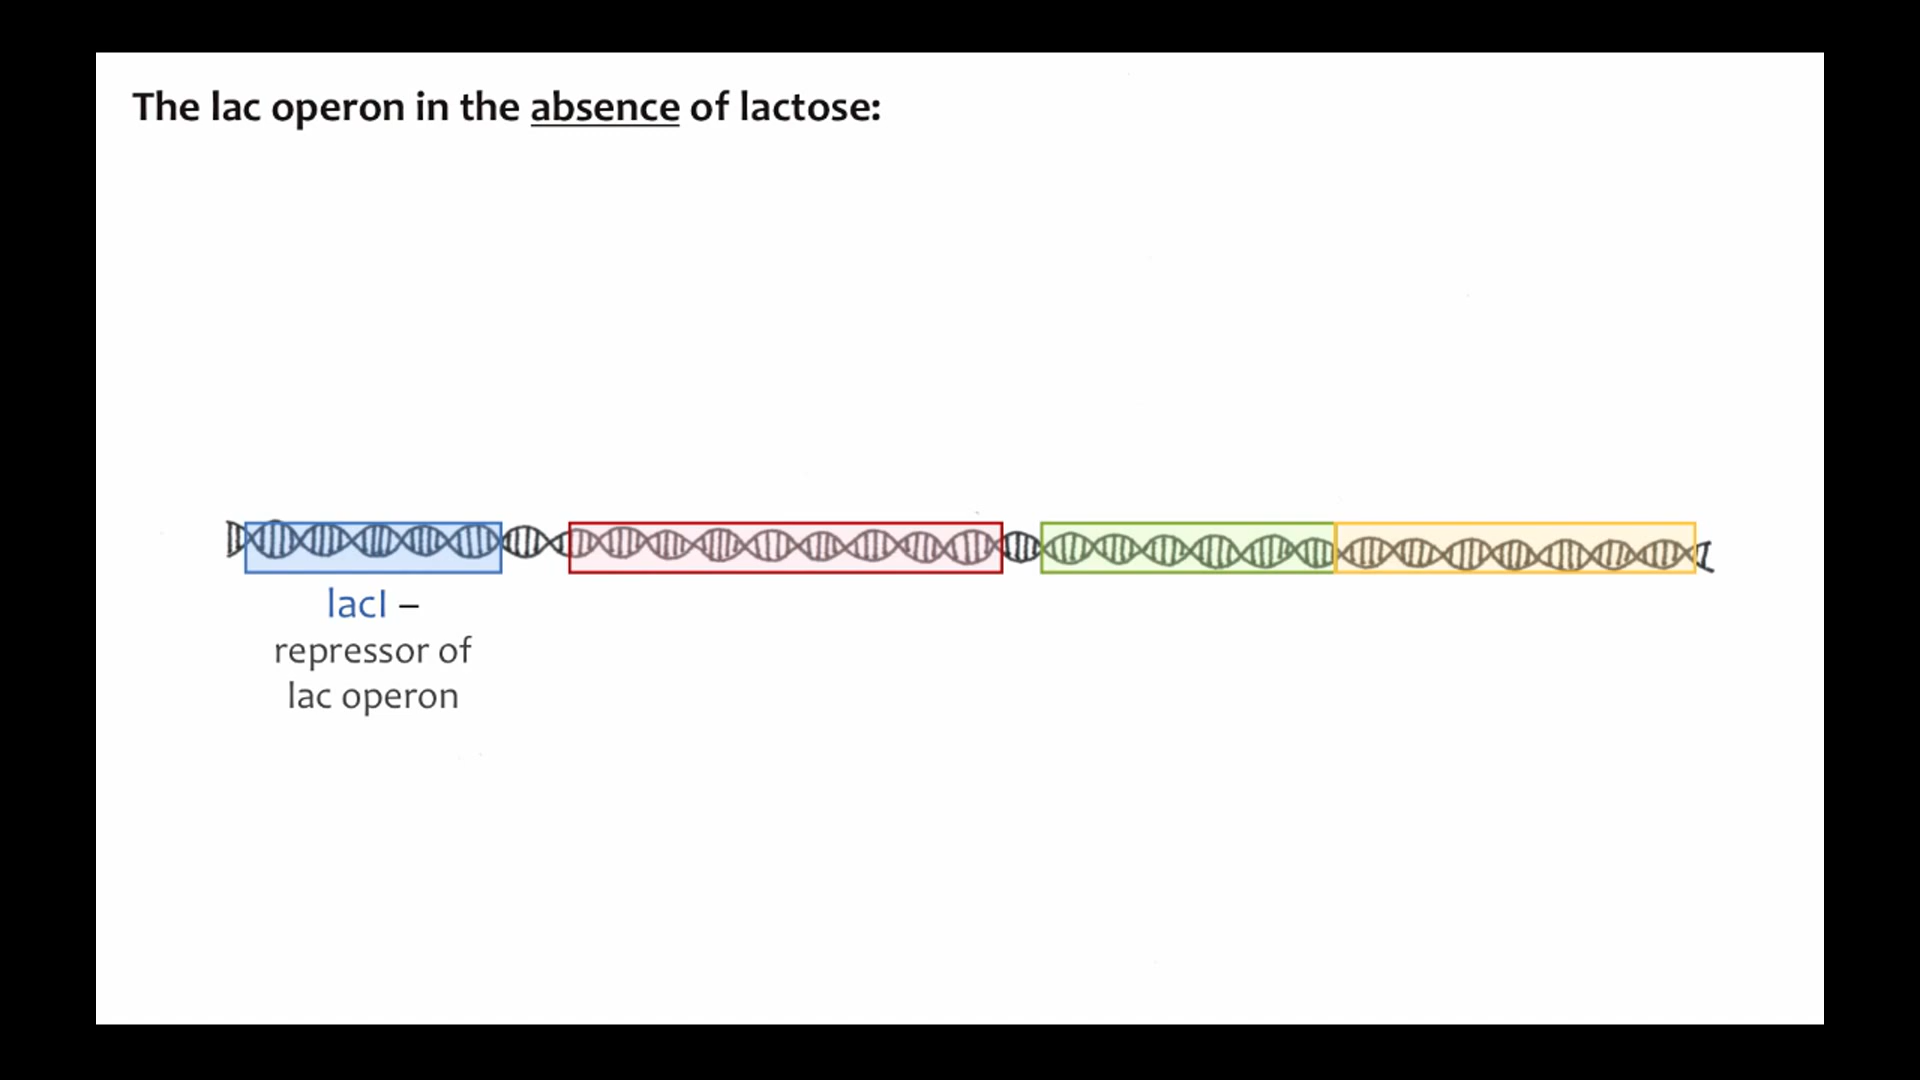 The lac operon in the absence of lactose:
lacI –
repressor of
lac operon